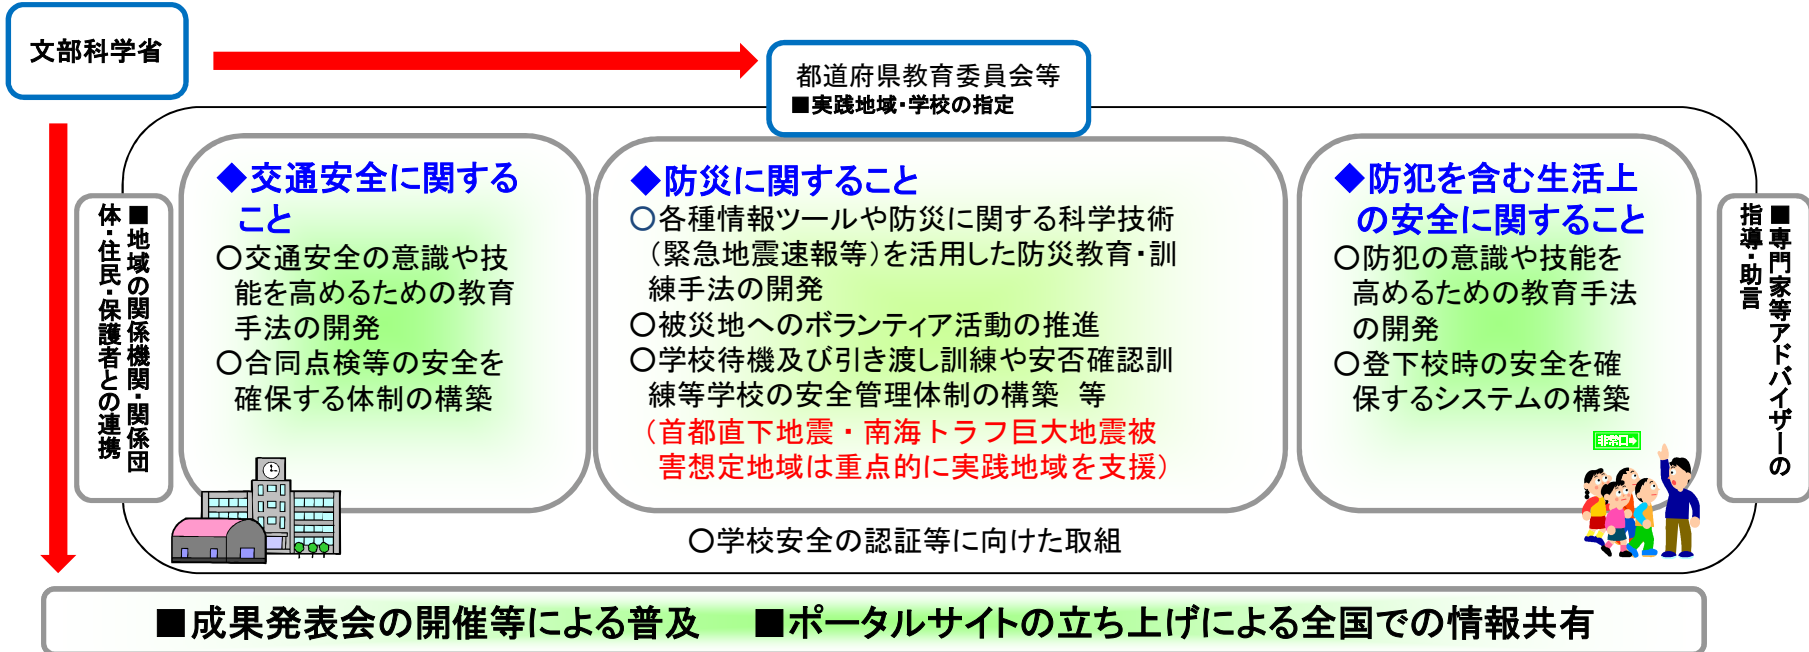 文部科学省
都道府県教育委員会等
■実践地域・学校の指定
■地域の関係機関・関係団
体・住民・保護者との連携
◆交通安全に関する
こと
○交通安全の意識や技
能を高めるための教育
手法の開発
○合同点検等の安全を
確保する体制の構築
◆防災に関すること
○各種情報ツールや防災に関する科学技術
（緊急地震速報等）を活用した防災教育・訓
練手法の開発
○被災地へのボランティア活動の推進
○学校待機及び引き渡し訓練や安否確認訓
練等学校の安全管理体制の構築　等
（首都直下地震・南海トラフ巨大地震被
害想定地域は重点的に実践地域を支援）
◆防犯を含む生活上
の安全に関すること
○防犯の意識や技能を
高めるための教育手法
の開発
○登下校時の安全を確
保するシステムの構築
非常口➡
■専門家等アドバイザーの
指導・助言
○学校安全の認証等に向けた取組
■成果発表会の開催等による普及　■ポータルサイトの立ち上げによる全国での情報共有